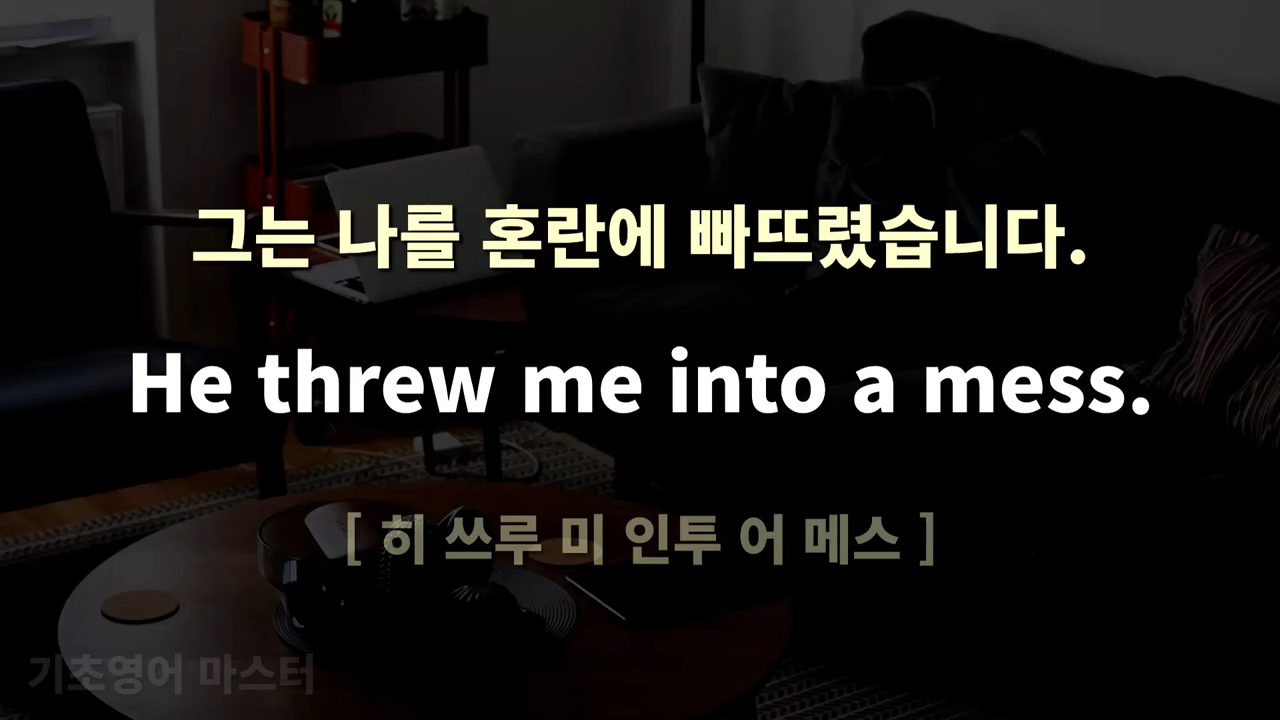 그는 나를 혼란에 빠뜨렸습니다.
He threw me into a mess.
[ 히 쓰루 미 인투 어 메스 ]
기초영어 마스터